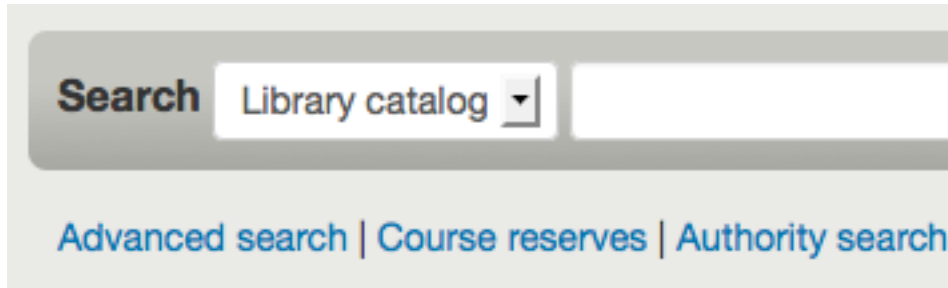 Search Library catalog
Advanced search | Course reserves | Authority search